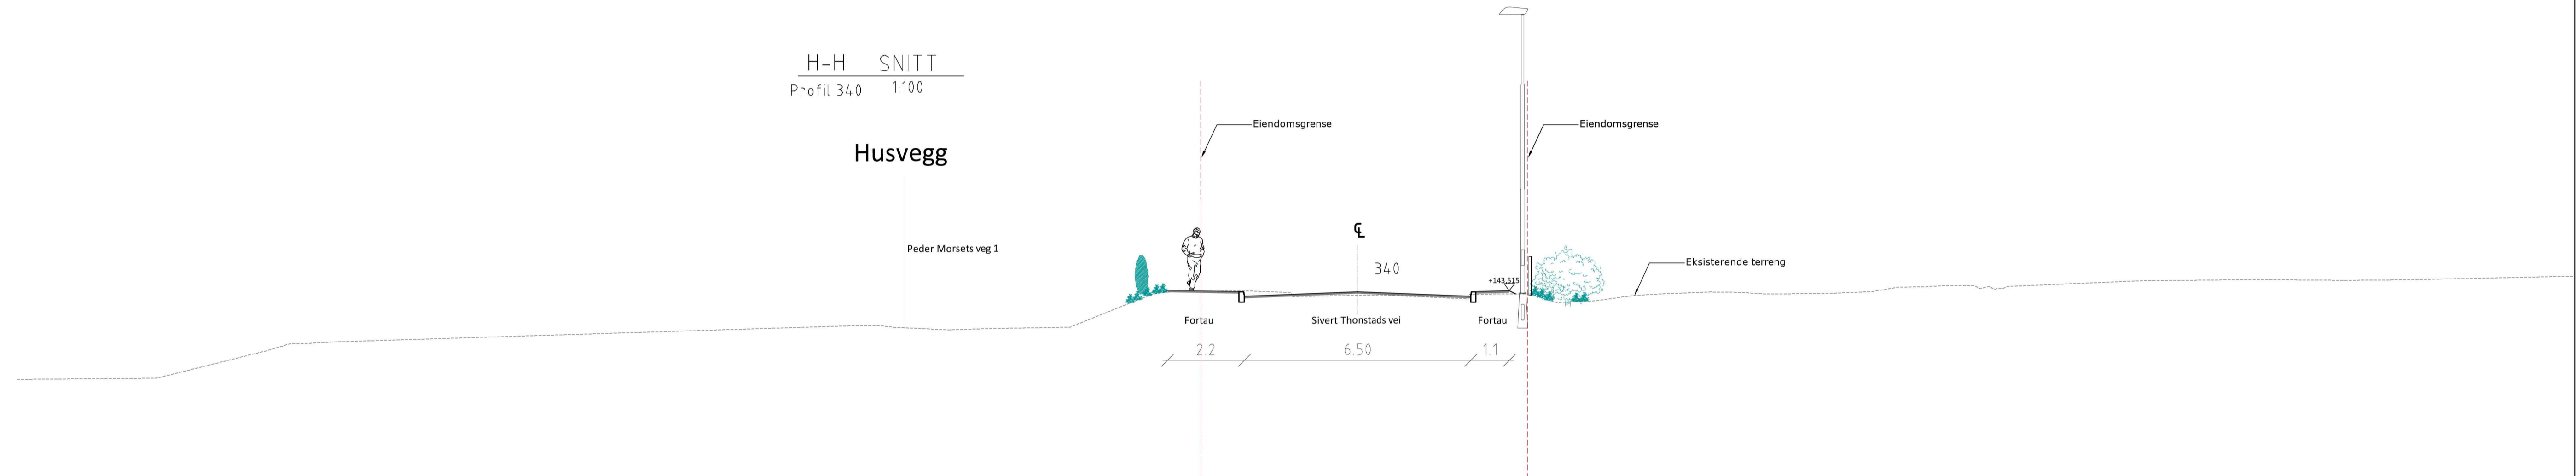 H-H SNITT
Profil 340 1:100
Eiendomsgrense
Eiendomsgrense
Husvegg
℄
Peder Morsets veg 1
340
Eksisterende terreng
+143,515
Fortau
Sivert Thonstads vei
Fortau
2.2
6.50
1.1